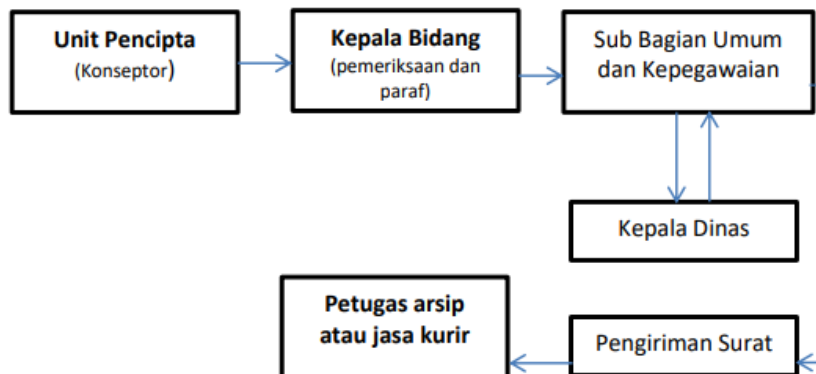 Unit Pencipta
(Konseptor)
Kepala Bidang
(pemeriksaan dan
paraf)
Sub Bagian Umum
dan Kepegawaian
Kepala Dinas
Petugas arsip
atau jasa kurir
Pengiriman Surat